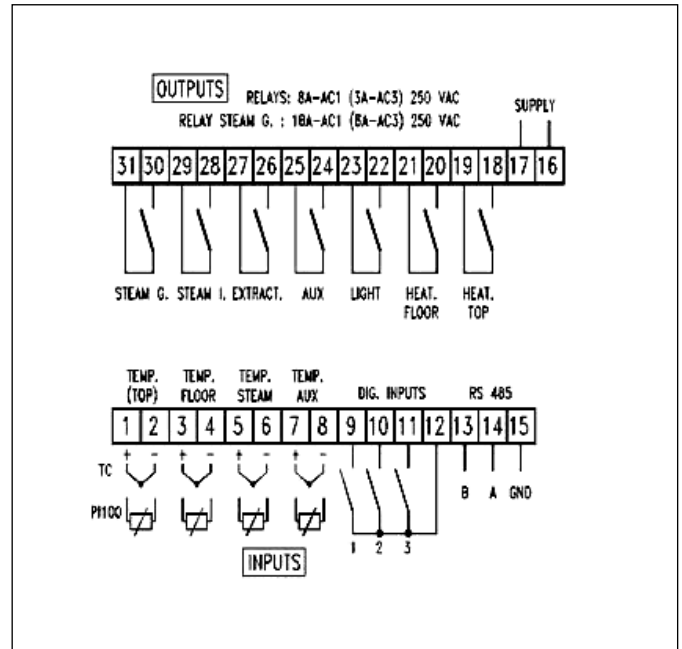 OUTPUTS RELAYS: 8A-AC1 (3A-AC3) 250 VAC
RELAY STEAM G. : 16A-AC1 (8A-AC3) 250 VAC
SUPPLY
31 30 29 28 27 26 25 24 23 22 21 20 19 18 17 16
STEAM G. STEAM I. EXTRACT. AUX LIGHT HEAT. FLOOR HEAT. TOP
TEMP. (TOP) TEMP. FLOOR TEMP. STEAM TEMP. AUX DIG. INPUTS RS 485
1 2 3 4 5 6 7 8 9 10 11 12 13 14 15
+ - + - + - + -
TC
B A GND
Pt100
1 2 3
INPUTS